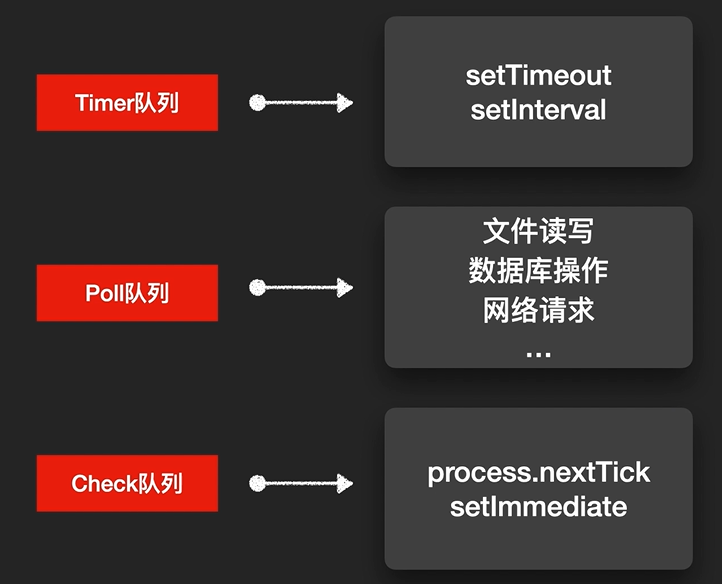 Timer队列
setTimeout
setInterval
Poll队列
文件读写
数据库操作
网络请求
...
Check队列
process.nextTick
setImmediate